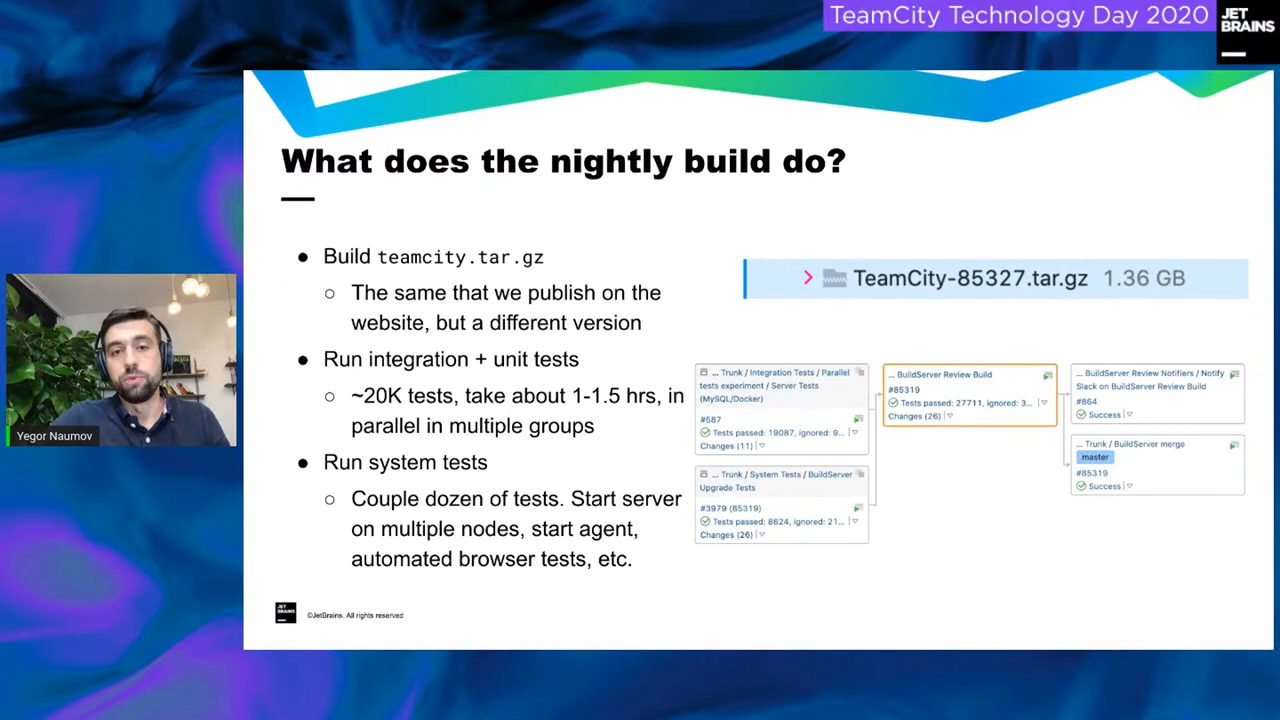 TeamCity Technology Day 2020
JET
BRAINS
What does the nightly build do?
● Build teamcity.tar.gz
○ The same that we publish on the
website, but a different version
● Run integration + unit tests
○ ~20K tests, take about 1-1.5 hrs, in
parallel in multiple groups
● Run system tests
○ Couple dozen of tests. Start server
on multiple nodes, start agent,
automated browser tests, etc.
TeamCity-85327.tar.gz 1.36 GB
... Trunk / Integration Tests / Parallel
tests experiment / Server Tests
(MySQL/Docker)
#587
Tests passed: 19087, ignored: 9...
Changes (11)
... Trunk / System Tests / BuildServer
Upgrade Tests
#3979 (85319)
Tests passed: 8624, ignored: 21...
Changes (26)
... BuildServer Review Build
#85319
Tests passed: 27711, ignored: 3...
Changes (26)
... BuildServer Review Notifiers / Notify
Slack on BuildServer Review Build
#864
Success
... Trunk / BuildServer merge
master
#85319
Success
Yegor Naumov
JET
BRAINS
©JetBrains. All rights reserved